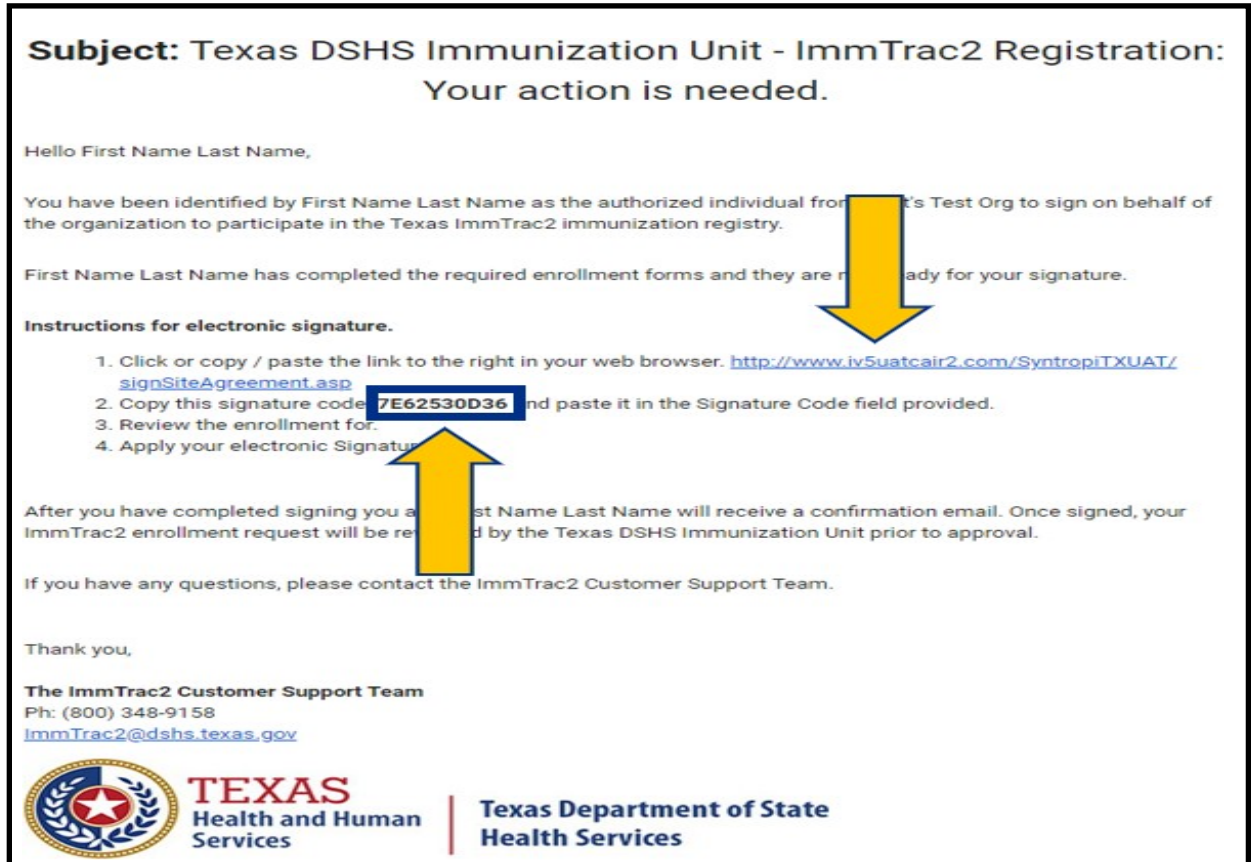 Subject: Texas DSHS Immunization Unit - ImmTrac2 Registration:
Your action is needed.
Hello First Name Last Name,
You have been identified by First Name Last Name as the authorized individual from 's Test Org to sign on behalf of
the organization to participate in the Texas ImmTrac2 immunization registry.
First Name Last Name has completed the required enrollment forms and they are ready for your signature.
Instructions for electronic signature.
1. Click or copy / paste the link to the right in your web browser. http://www.iv5uatcair2.com/SyntropiTXUAT/
signSiteAgreement.asp
2. Copy this signature code 7E62530D36 and paste it in the Signature Code field provided.
3. Review the enrollment for.
4. Apply your electronic Signatur
After you have completed signing you a st Name Last Name will receive a confirmation email. Once signed, your
ImmTrac2 enrollment request will be re d by the Texas DSHS Immunization Unit prior to approval.
If you have any questions, please contact the ImmTrac2 Customer Support Team.
Thank you,
The ImmTrac2 Customer Support Team
Ph: (800) 348-9158
ImmTrac2@dshs.texas.gov
TEXAS
Health and Human
Services
Texas Department of State
Health Services